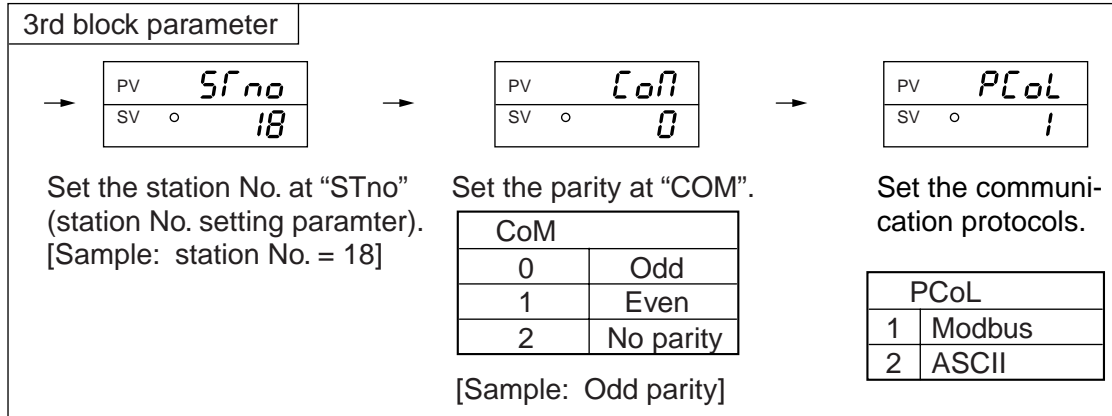 3rd block parameter
PV STno
SV 18
PV CoM
SV 0
PV PCoL
SV 1
Set the station No. at “STno”
(station No. setting paramter).
[Sample: station No. = 18]
Set the parity at “COM”.
CoM
0 Odd
1 Even
2 No parity
[Sample: Odd parity]
Set the communi-
cation protocols.
PCoL
1 Modbus
2 ASCII